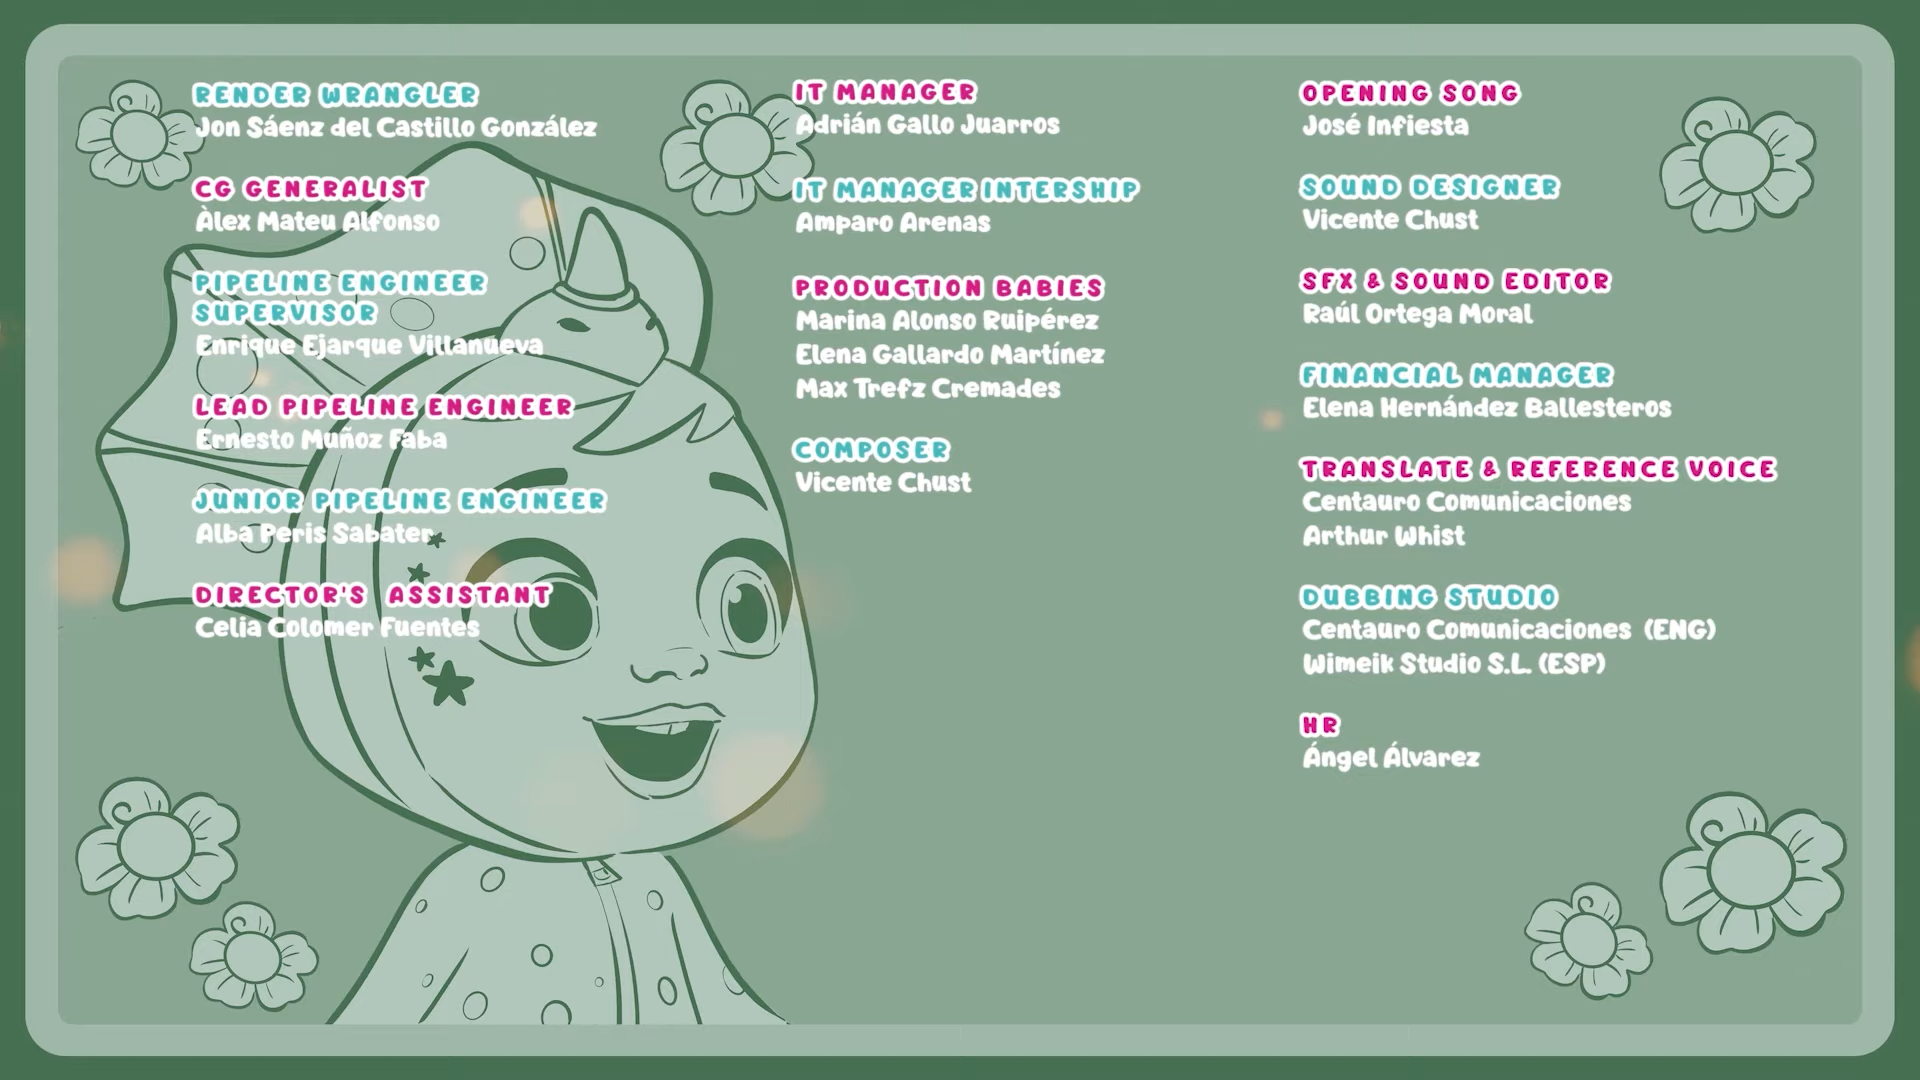 RENDER WRANGLER
Jon Sáenz del Castillo González
CG GENERALIST
Àlex Mateu Alfonso
PIPELINE ENGINEER
SUPERVISOR
Enrique Ejarque Villanueva
LEAD PIPELINE ENGINEER
Ernesto Muñoz Faba
JUNIOR PIPELINE ENGINEER
Alba Peris Sabater
DIRECTOR'S ASSISTANT
Celia Colomer Fuentes
IT MANAGER
Adrián Gallo Juarros
IT MANAGER INTERSHIP
Amparo Arenas
PRODUCTION BABIES
Marina Alonso Ruipérez
Elena Gallardo Martínez
Max Trefz Cremades
COMPOSER
Vicente Chust
OPENING SONG
José Infiesta
SOUND DESIGNER
Vicente Chust
SFX & SOUND EDITOR
Raúl Ortega Moral
FINANCIAL MANAGER
Elena Hernández Ballesteros
TRANSLATE & REFERENCE VOICE
Centauro Comunicaciones
Arthur Whist
DUBBING STUDIO
Centauro Comunicaciones (ENG)
Wimeik Studio S.L. (ESP)
HR
Ángel Álvarez